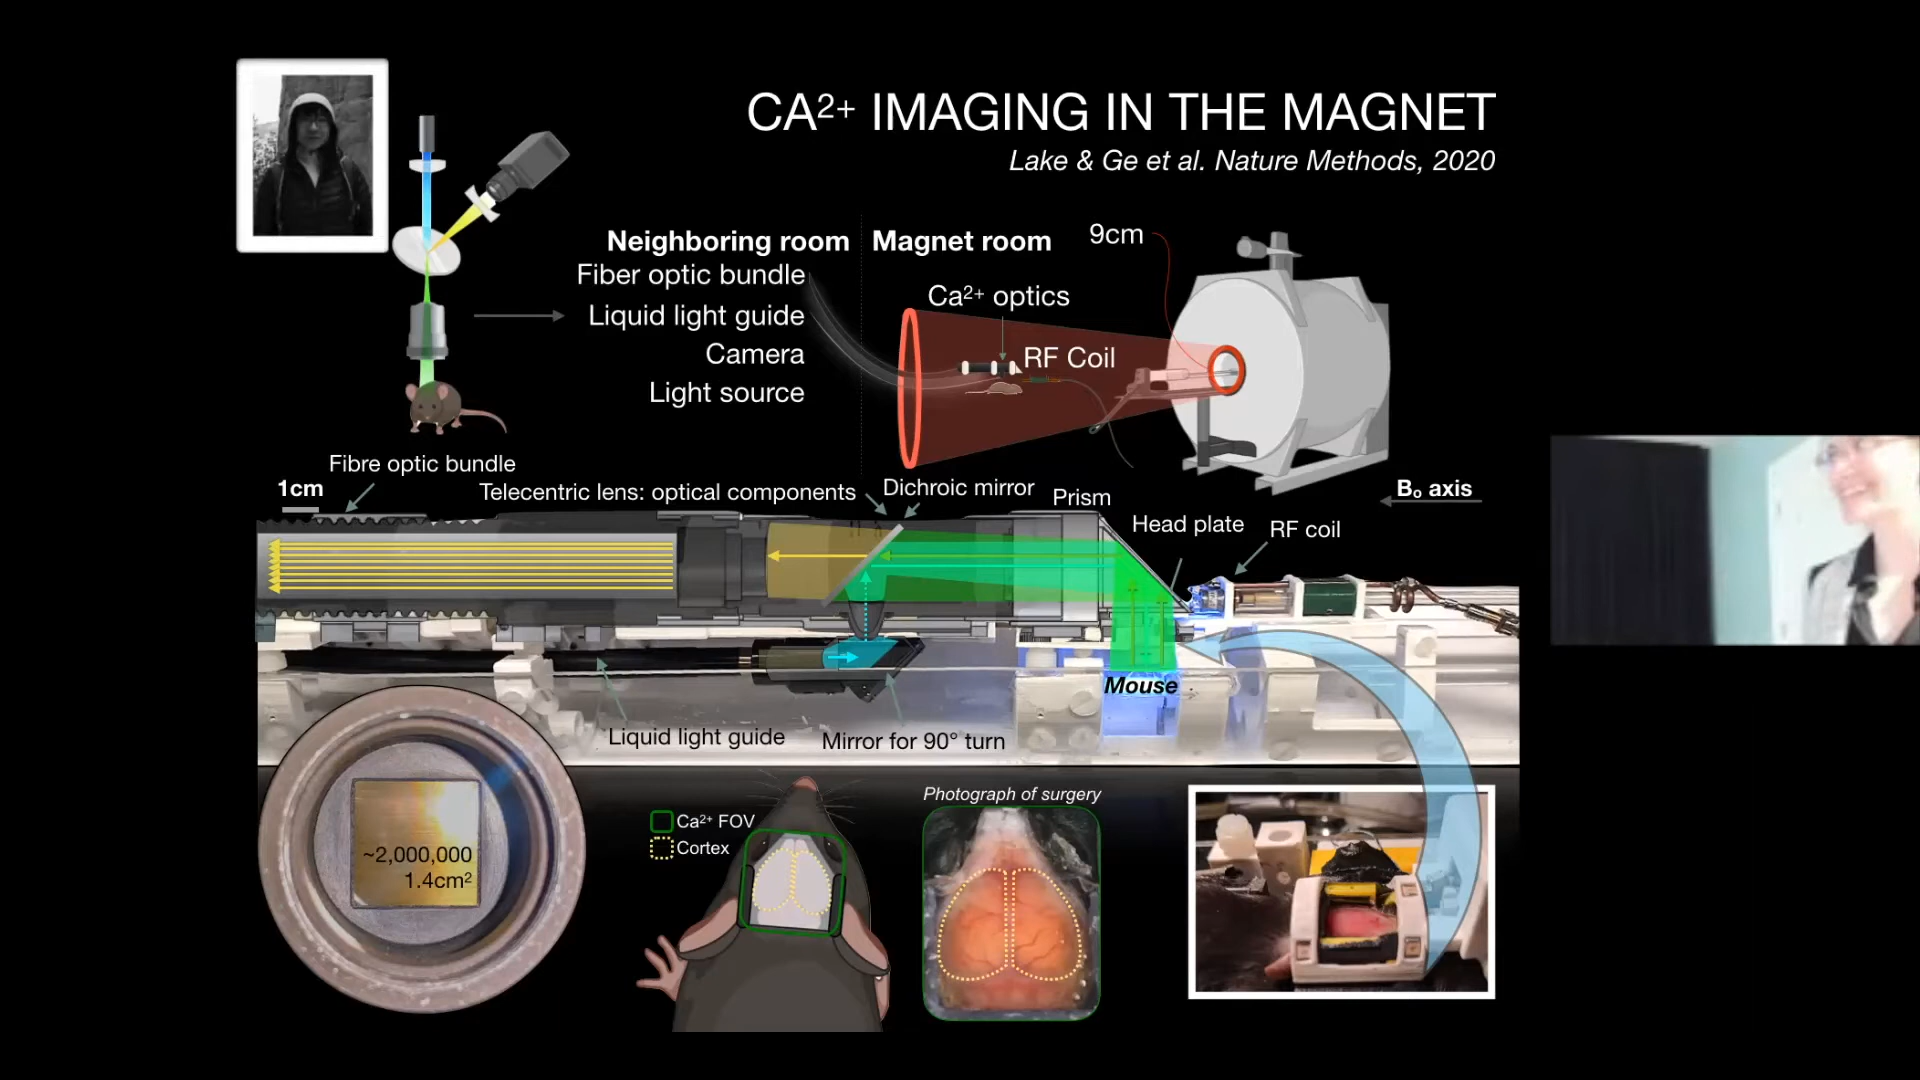 CA2+ IMAGING IN THE MAGNET
Lake & Ge et al. Nature Methods, 2020
Neighboring room
Magnet room
9cm
Fiber optic bundle
Liquid light guide
Camera
Light source
Ca2+ optics
RF Coil
Bo axis
Fibre optic bundle
1cm
Telecentric lens: optical components
Dichroic mirror
Prism
Head plate
RF coil
Mouse
Liquid light guide
Mirror for 90° turn
~2,000,000
1.4cm2
Ca2+ FOV
Cortex
Photograph of surgery